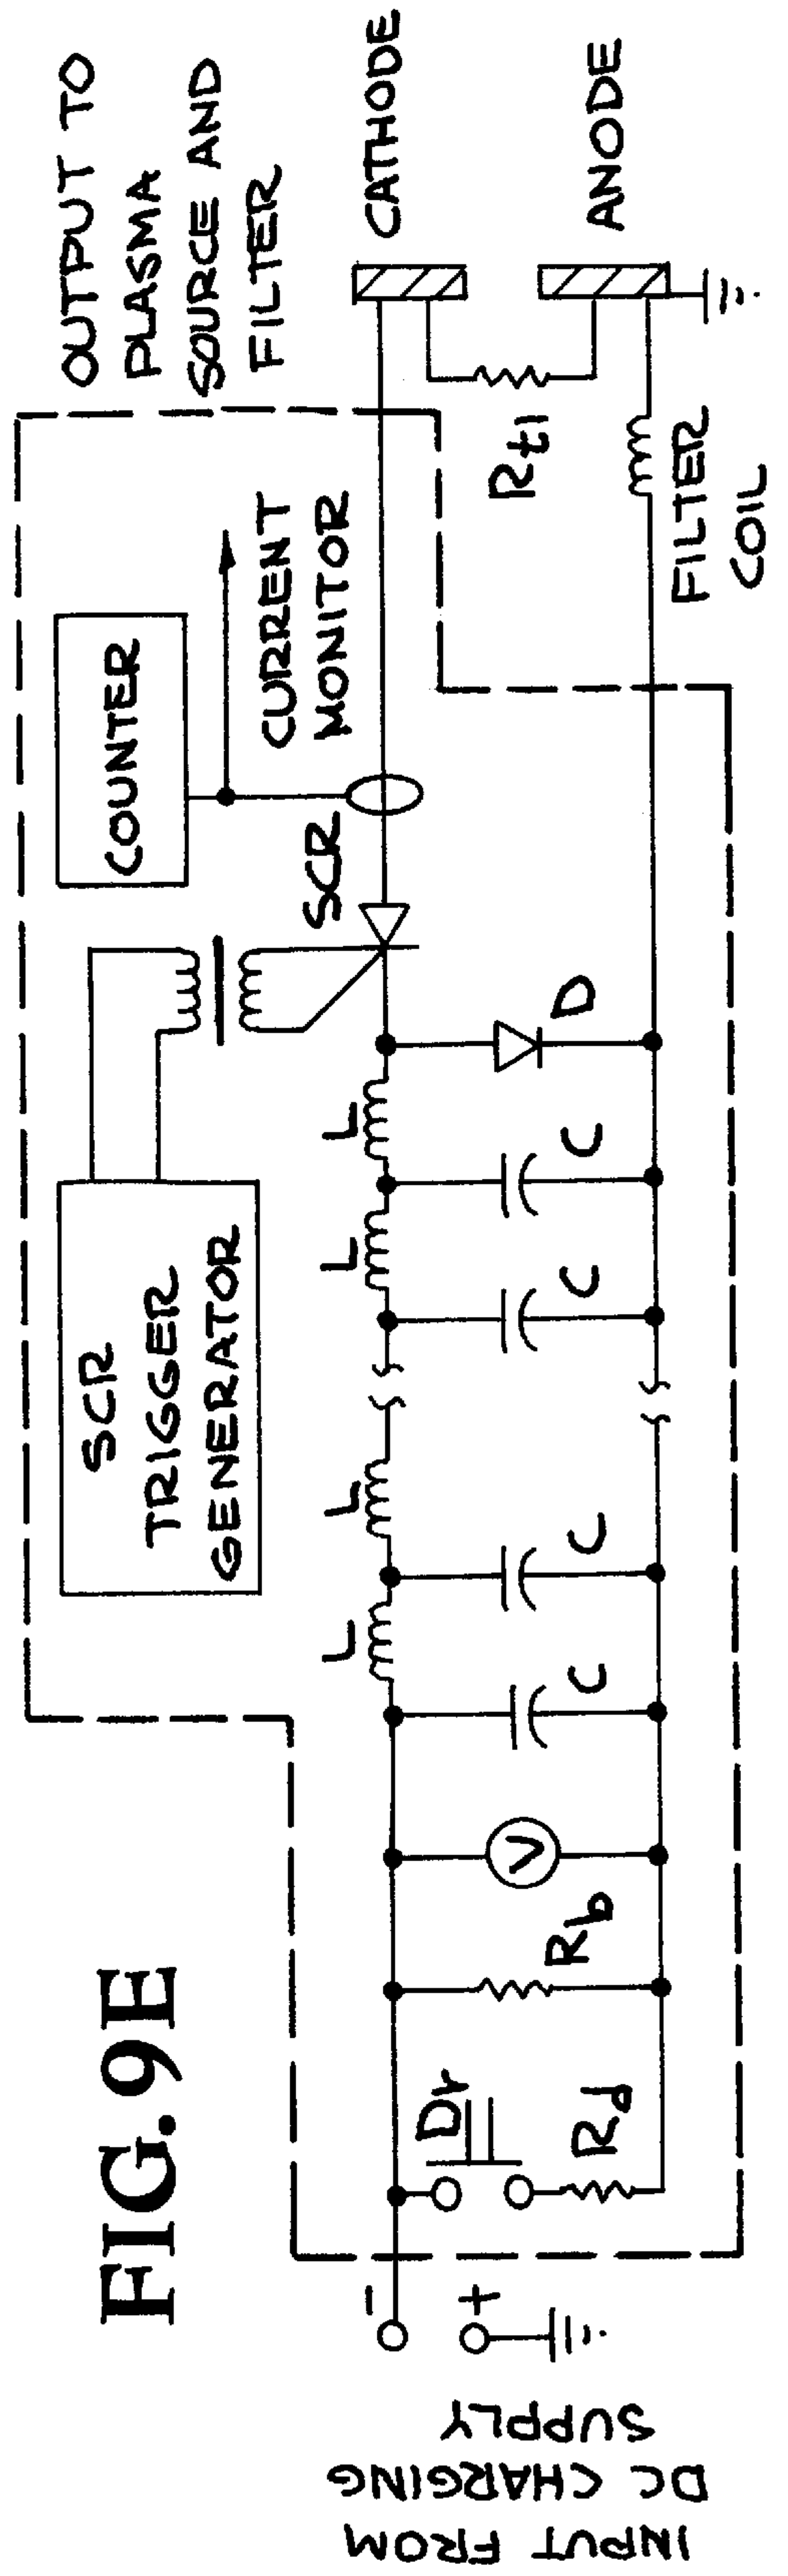 FIG. 9E
INPUT FROM
DC CHARGING
SUPPLY
-
+
Dr
Rd
Rb
V
L
L
L
L
C
C
C
C
D
SCR
TRIGGER
GENERATOR
SCR
COUNTER
CURRENT
MONITOR
OUTPUT TO
PLASMA
SOURCE AND
FILTER
CATHODE
ANODE
Rt1
FILTER
COIL